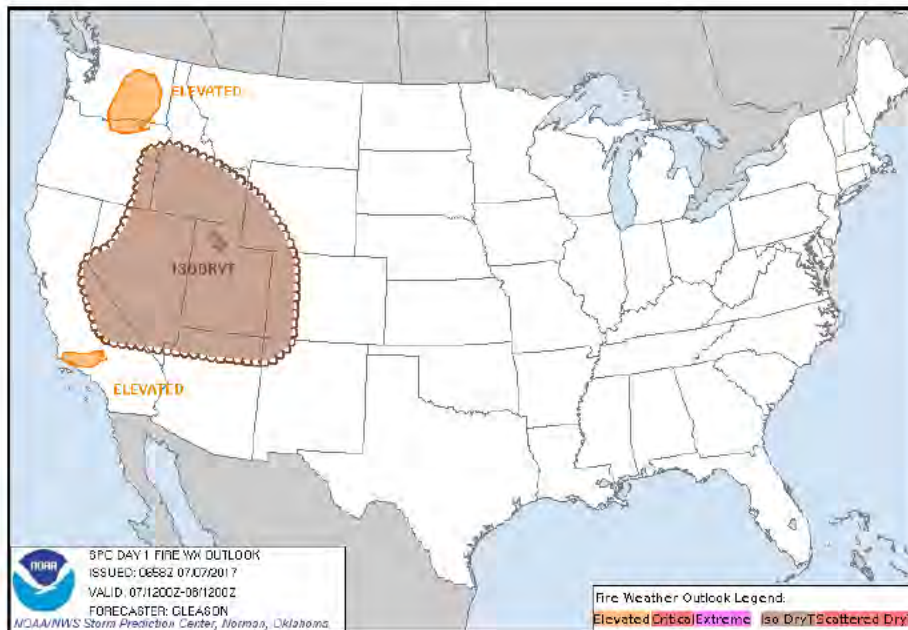 ELEVATED
ISODRYT
ELEVATED
NOAA
SPC DAY 1 FIRE WX OUTLOOK
ISSUED: 0658Z 07/07/2017
VALID: 07/1200Z-08/1200Z
FORECASTER: GLEASON
NOAA/NWS Storm Prediction Center, Norman, Oklahoma
Fire Weather Outlook Legend:
Elevated Critical Extreme Iso DryT Scattered Dry